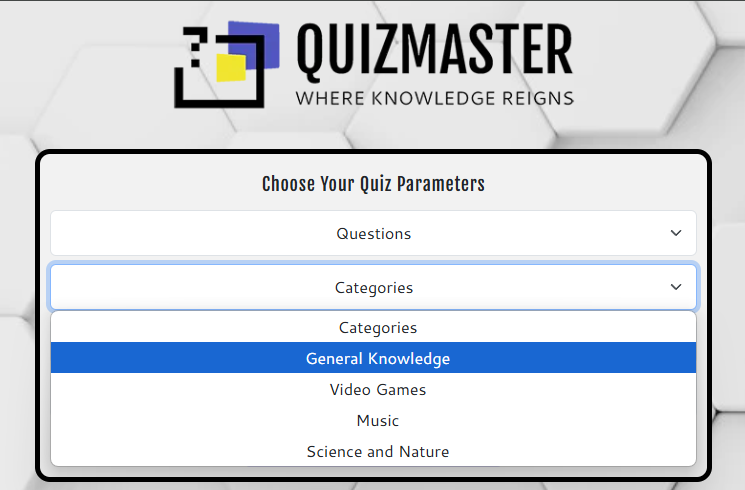 ?
QUIZMASTER
WHERE KNOWLEDGE REIGNS
Choose Your Quiz Parameters
Questions
Categories
Categories
General Knowledge
Video Games
Music
Science and Nature